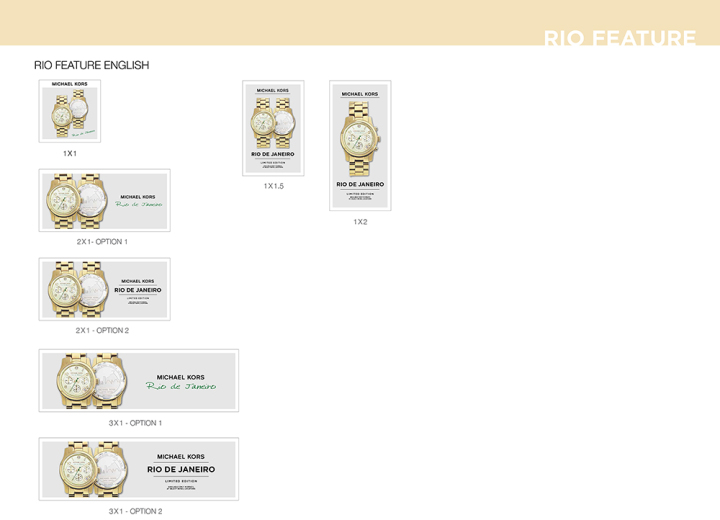 RIO FEATURE
RIO FEATURE ENGLISH
MICHAEL KORS
Rio de Janeiro
1X1
MICHAEL KORS
RIO DE JANEIRO
LIMITED EDITION
1X1.5
MICHAEL KORS
RIO DE JANEIRO
LIMITED EDITION
1X2
MICHAEL KORS
Rio de Janeiro
2X1- OPTION 1
MICHAEL KORS
RIO DE JANEIRO
LIMITED EDITION
2X1 - OPTION 2
MICHAEL KORS
Rio de Janeiro
3X1 - OPTION 1
MICHAEL KORS
RIO DE JANEIRO
LIMITED EDITION
3X1 - OPTION 2